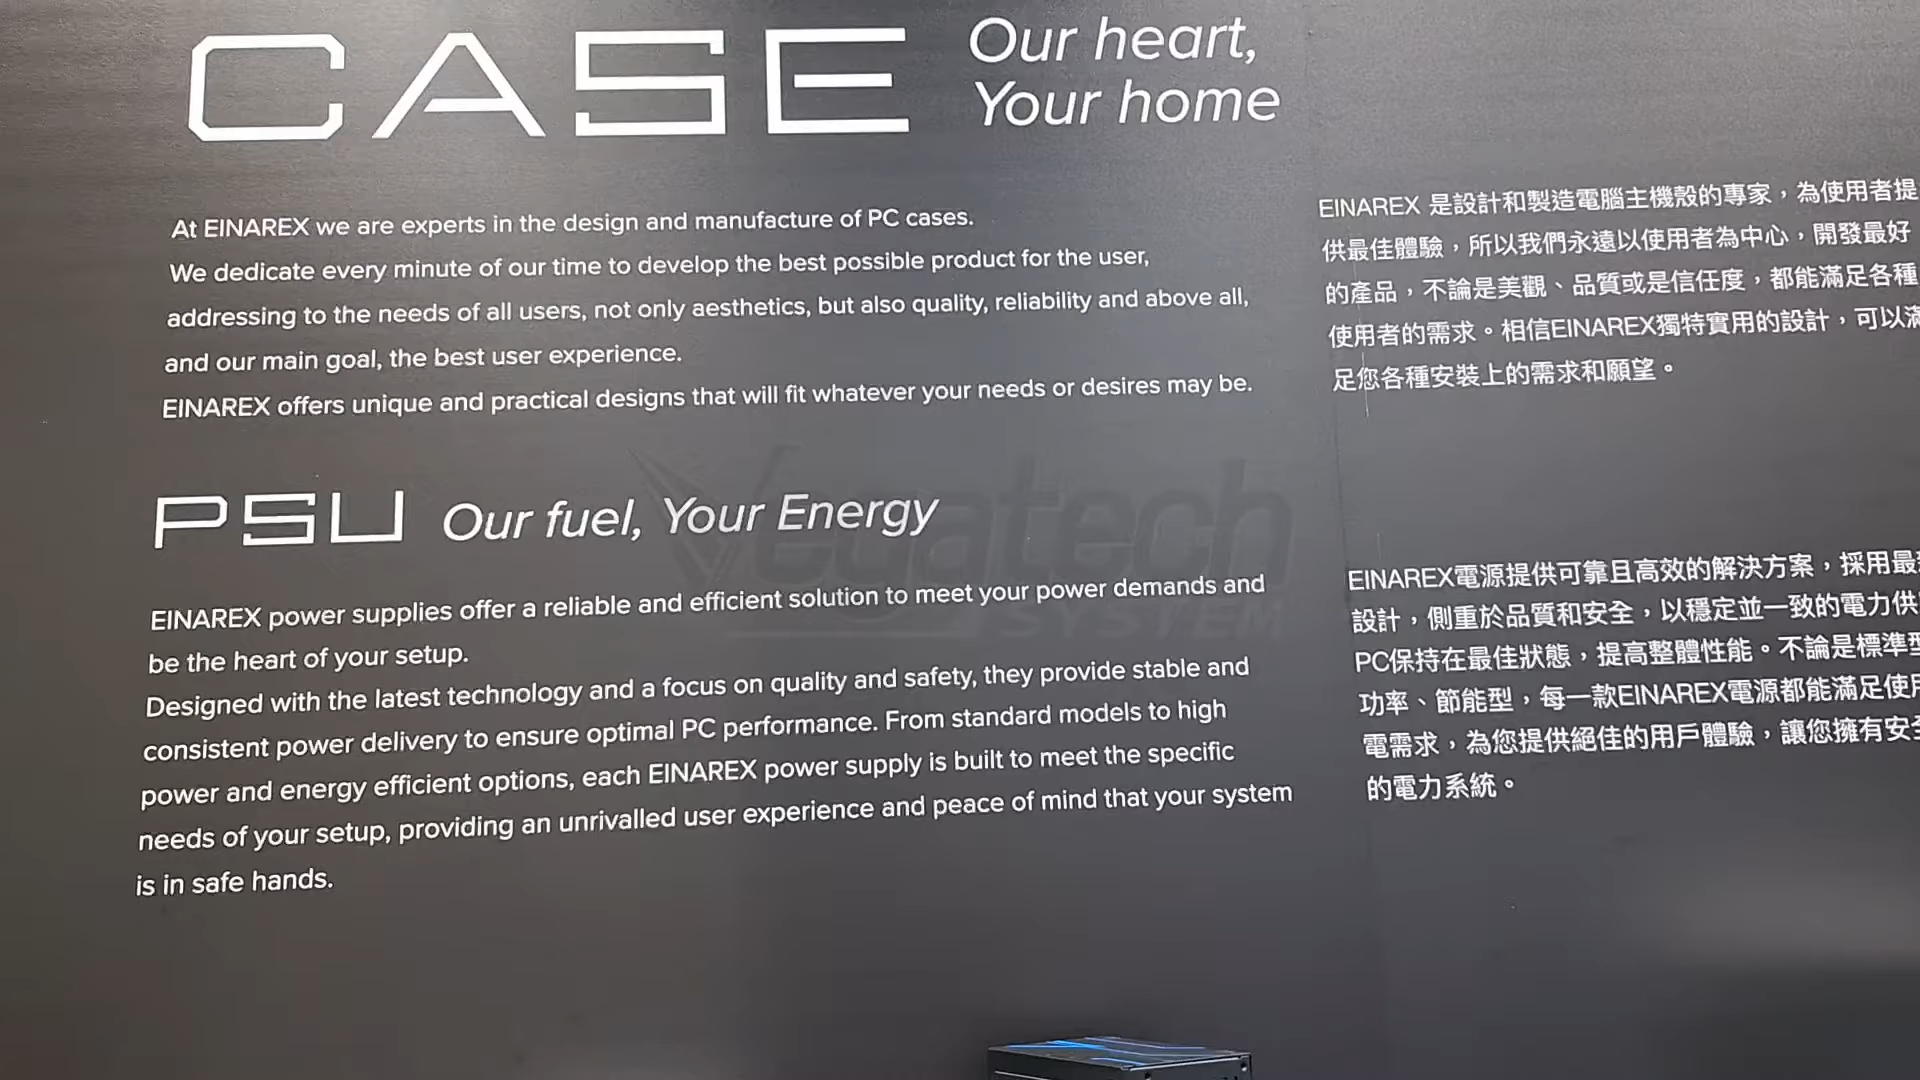 CASE
Our heart,
Your home
At EINAREX we are experts in the design and manufacture of PC cases.
We dedicate every minute of our time to develop the best possible product for the user,
addressing to the needs of all users, not only aesthetics, but also quality, reliability and above all,
and our main goal, the best user experience.
EINAREX offers unique and practical designs that will fit whatever your needs or desires may be.
EINAREX 是設計和製造電腦主機殼的專家，為使用者提
供最佳體驗，所以我們永遠以使用者為中心，開發最好
的產品，不論是美觀、品質或是信任度，都能滿足各種
使用者的需求。相信EINAREX獨特實用的設計，可以滿
足您各種安裝上的需求和願望。
PSU Our fuel, Your Energy
Vegatech
SYSTEM
EINAREX power supplies offer a reliable and efficient solution to meet your power demands and
be the heart of your setup.
Designed with the latest technology and a focus on quality and safety, they provide stable and
consistent power delivery to ensure optimal PC performance. From standard models to high
power and energy efficient options, each EINAREX power supply is built to meet the specific
needs of your setup, providing an unrivalled user experience and peace of mind that your system
is in safe hands.
EINAREX電源提供可靠且高效的解決方案，採用最
設計，側重於品質和安全，以穩定並一致的電力供
PC保持在最佳狀態，提高整體性能。不論是標準型
功率、節能型，每一款EINAREX電源都能滿足使用
電需求，為您提供絕佳的用戶體驗，讓您擁有安全
的電力系統。